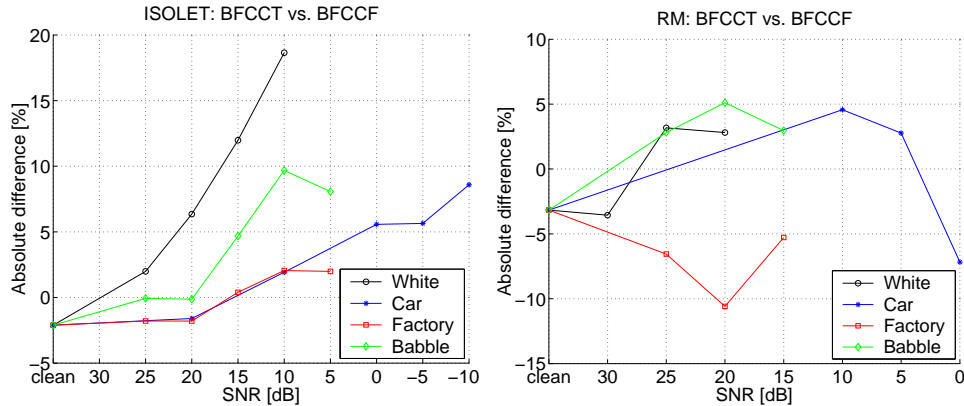 ISOLET: BFCCT vs. BFCCF
20
15
10
5
0
−5
Absolute difference [%]
clean 30 25 20 15 10 5 0 −5 −10
SNR [dB]
White
Car
Factory
Babble
RM: BFCCT vs. BFCCF
10
5
0
−5
−10
−15
Absolute difference [%]
clean 30 25 20 15 10 5 0
SNR [dB]
White
Car
Factory
Babble